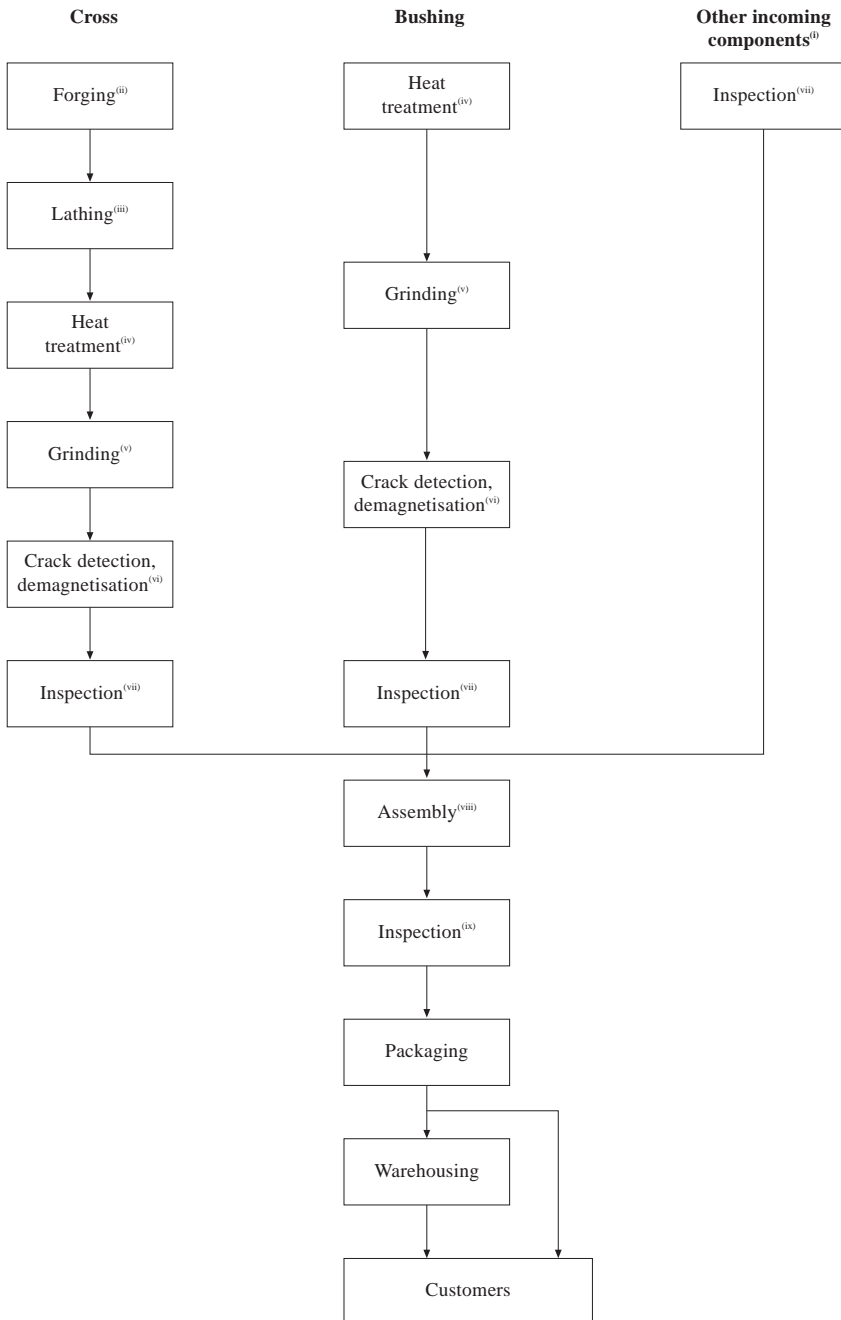 Cross
Bushing
Other incoming
components(i)
Forging(ii)
Heat
treatment(iv)
Inspection(vii)
Lathing(iii)
Grinding(v)
Heat
treatment(iv)
Grinding(v)
Crack detection,
demagnetisation(vi)
Crack detection,
demagnetisation(vi)
Inspection(vii)
Inspection(vii)
Assembly(viii)
Inspection(ix)
Packaging
Warehousing
Customers